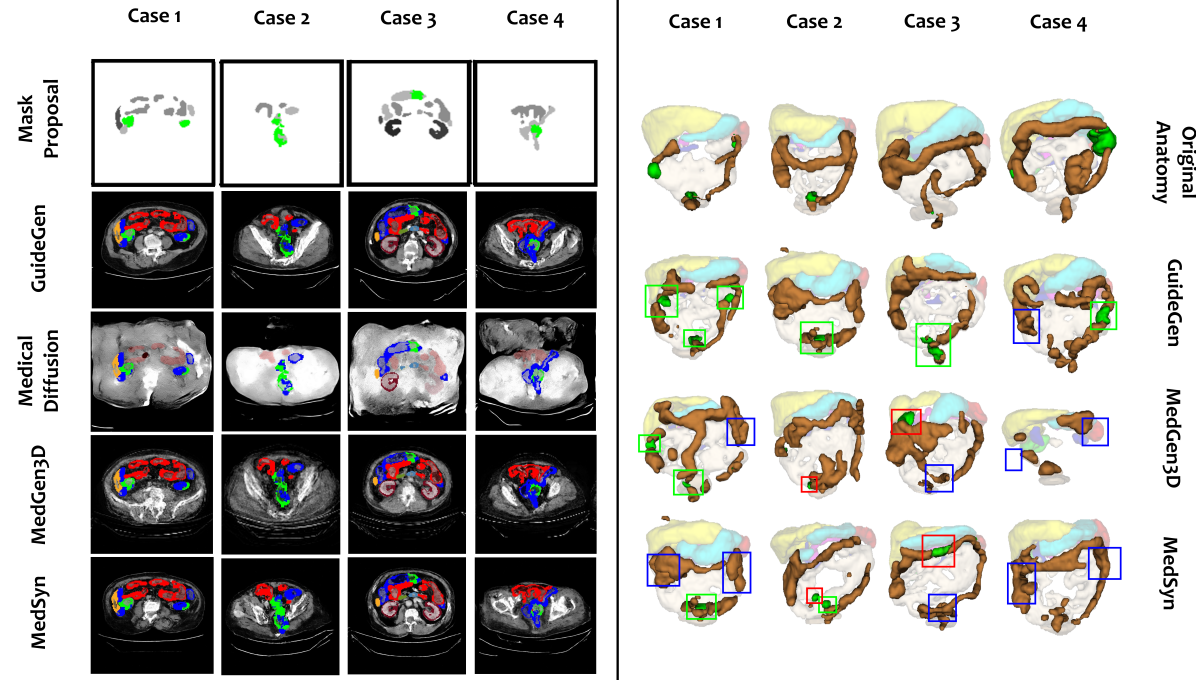 Case 1 Case 2 Case 3 Case 4
Mask
Proposal
GuideGen
Medical
Diffusion
MedGen3D
MedSyn
Case 1 Case 2 Case 3 Case 4
Original
Anatomy
GuideGen
MedGen3D
MedSyn